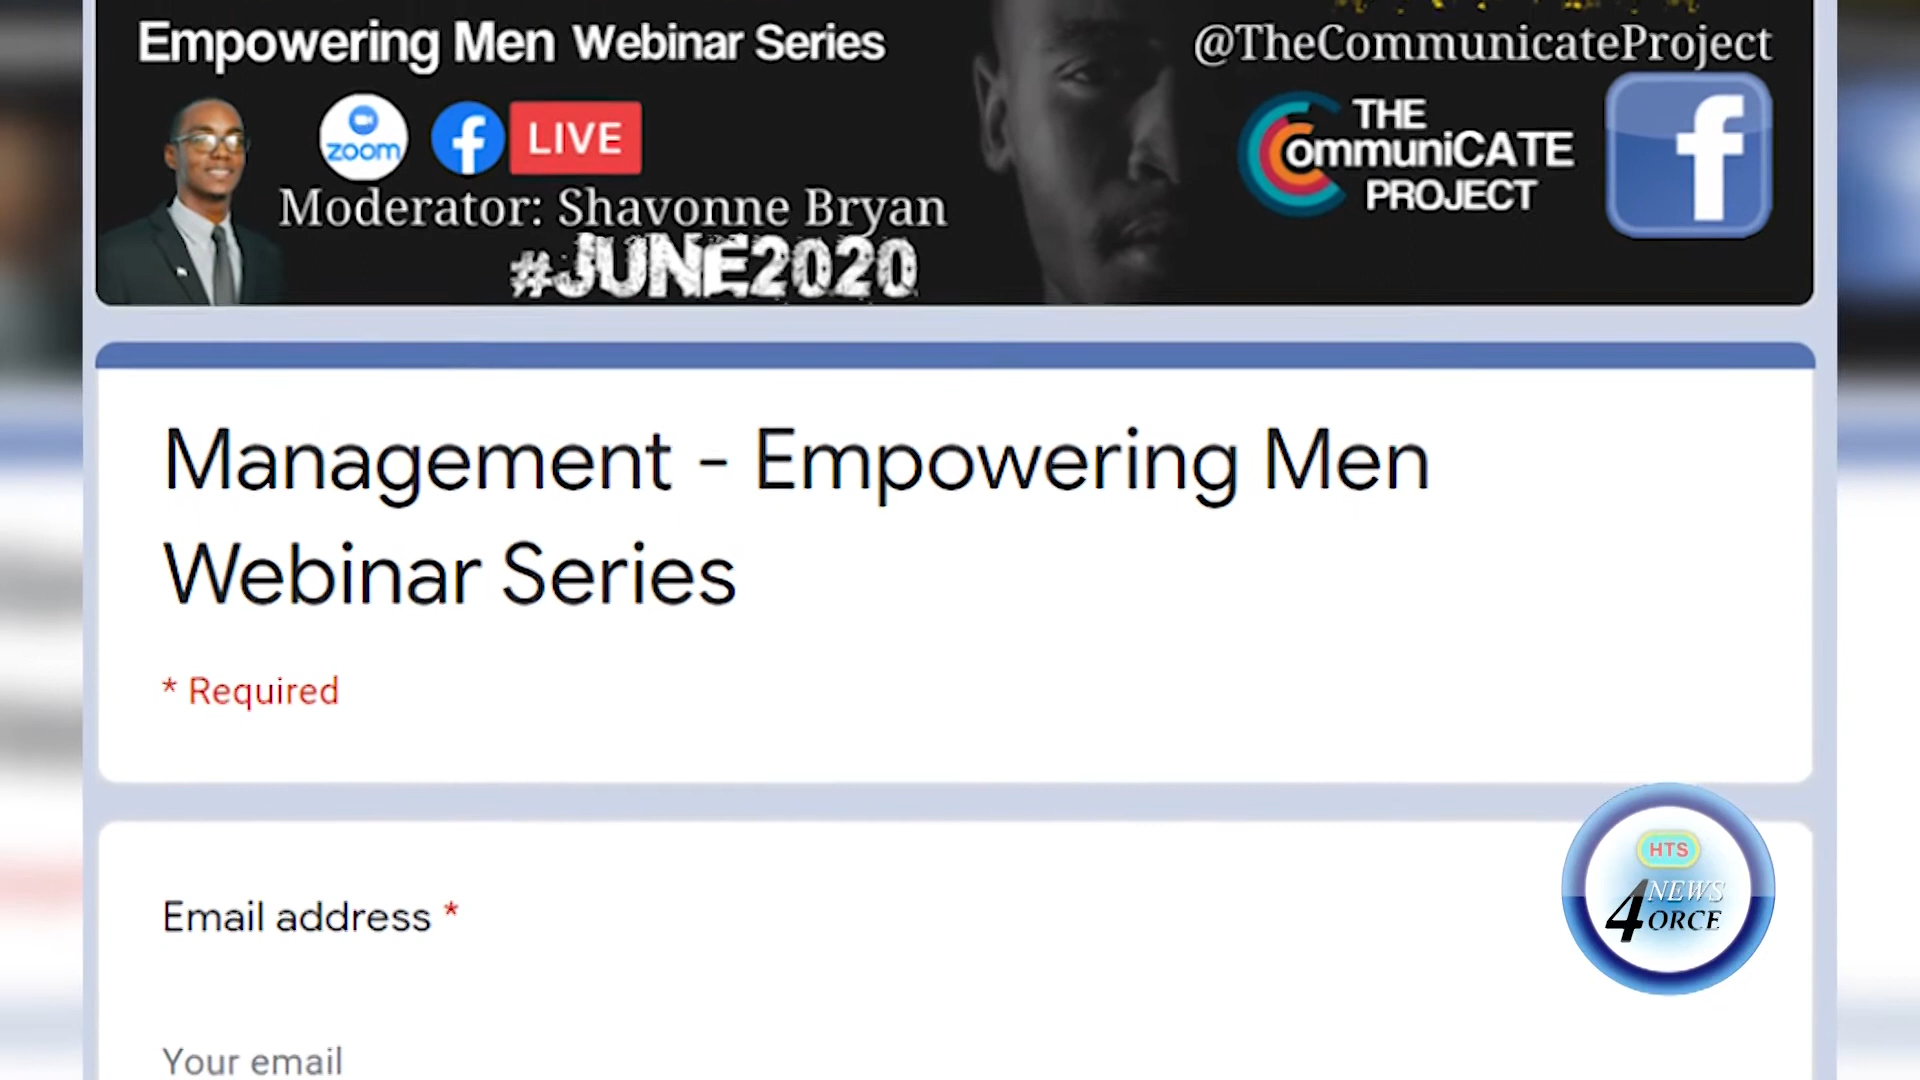 Empowering Men Webinar Series
@TheCommunicateProject
zoom
f LIVE
THE
CommuniCATE
PROJECT
f
Moderator: Shavonne Bryan
#JUNE2020
Management - Empowering Men
Webinar Series
* Required
Email address *
Your email
HTS
NEWS
4ORCE